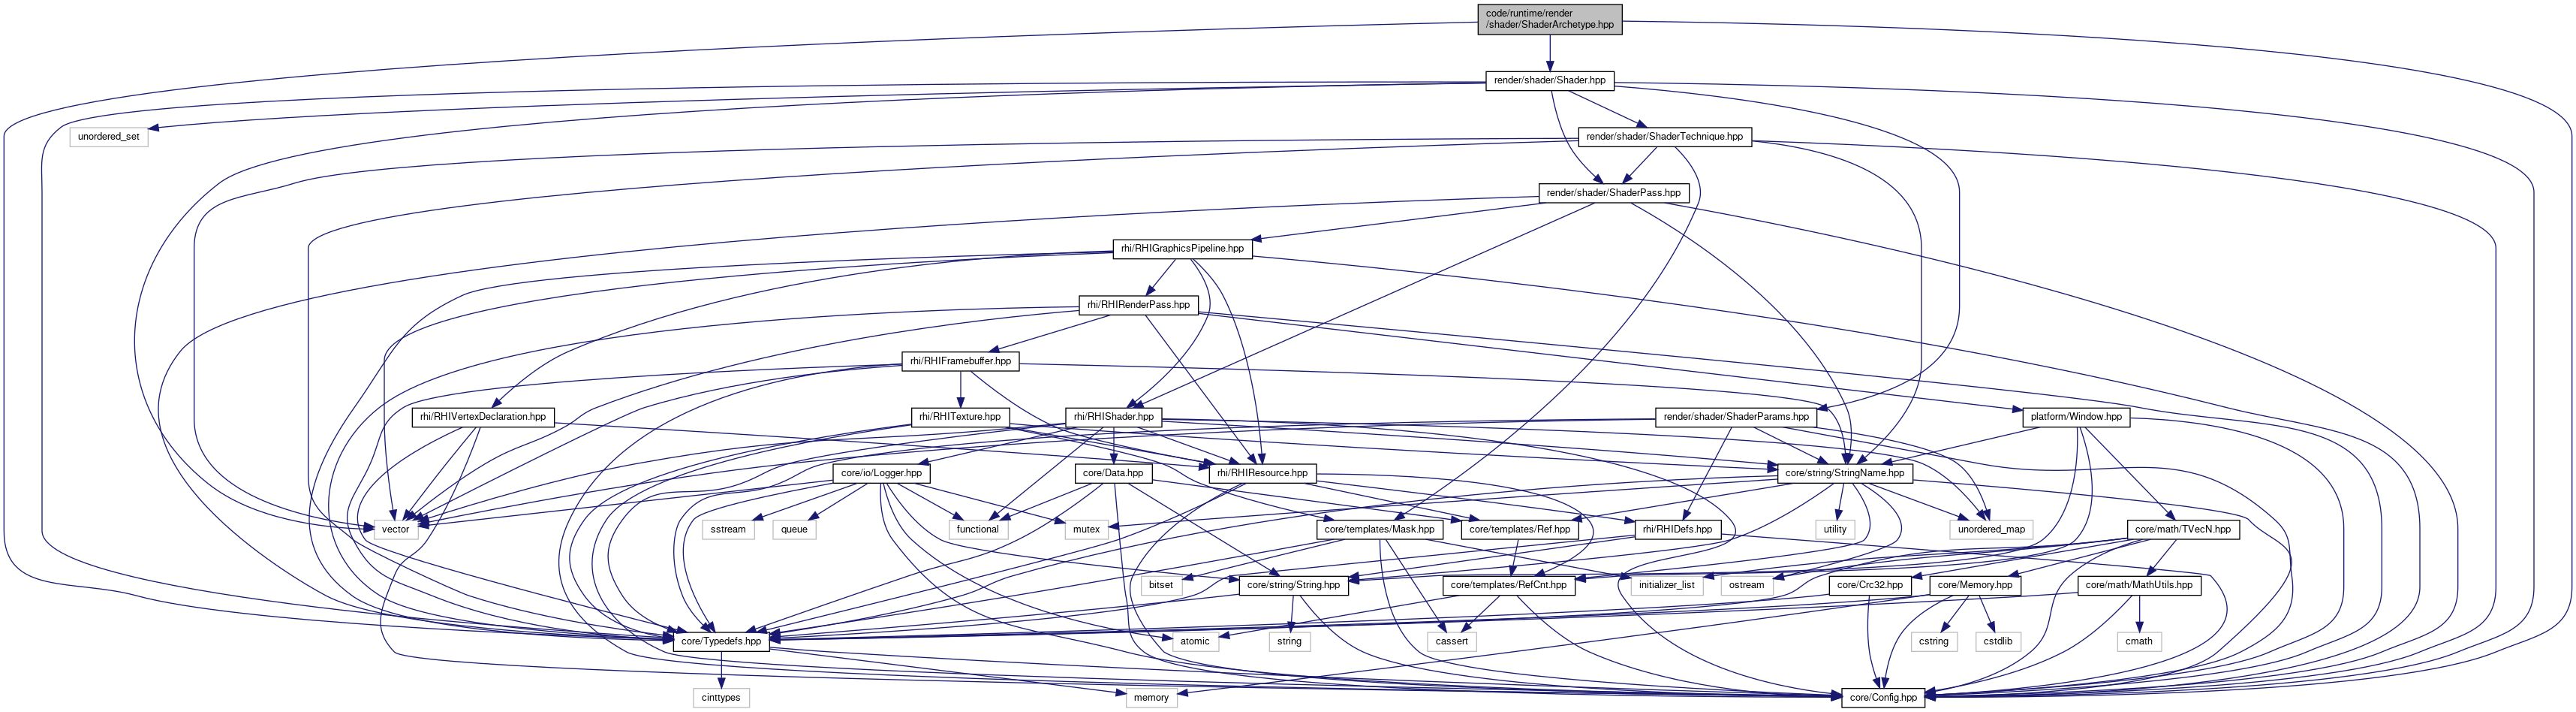 code/runtime/render
/shader/ShaderArchetype.hpp
render/shader/Shader.hpp
unordered_set
render/shader/ShaderTechnique.hpp
render/shader/ShaderPass.hpp
rhi/RHIGraphicsPipeline.hpp
rhi/RHIRenderPass.hpp
rhi/RHIFramebuffer.hpp
rhi/RHIVertexDeclaration.hpp
rhi/RHITexture.hpp
rhi/RHIShader.hpp
render/shader/ShaderParams.hpp
platform/Window.hpp
core/io/Logger.hpp
core/Data.hpp
rhi/RHIResource.hpp
core/string/StringName.hpp
vector
sstream
queue
functional
mutex
core/templates/Mask.hpp
core/templates/Ref.hpp
rhi/RHIDefs.hpp
utility
unordered_map
core/math/TVecN.hpp
bitset
core/string/String.hpp
core/templates/RefCnt.hpp
initializer_list
ostream
core/Crc32.hpp
core/Memory.hpp
core/math/MathUtils.hpp
core/Typedefs.hpp
atomic
string
cassert
cstring
cstdlib
cmath
cinttypes
memory
core/Config.hpp